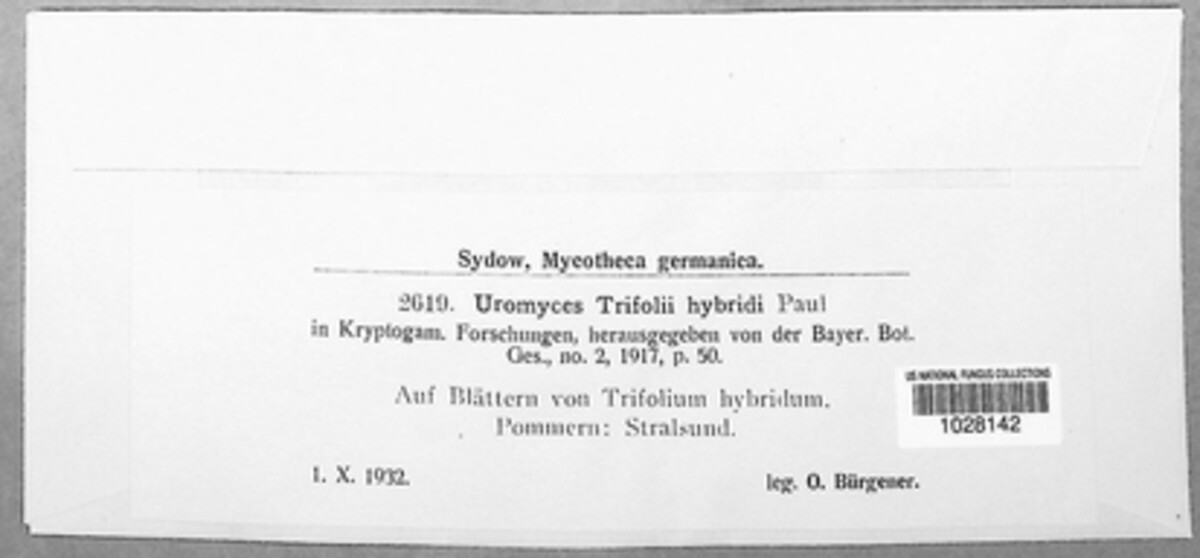 Sydow, Mycotheca germanica.
2619. Uromyces Trifolii hybridi Paul
in Kryptogam. Forschungen, herausgegeben von der Bayer. Bot.
Ges., no. 2, 1917, p. 50.
Auf Blättern von Trifolium hybridum.
Pommern: Stralsund.
US NATIONAL FUNGUS COLLECTIONS
1028142
1. X. 1932.
leg. O. Bürgener.